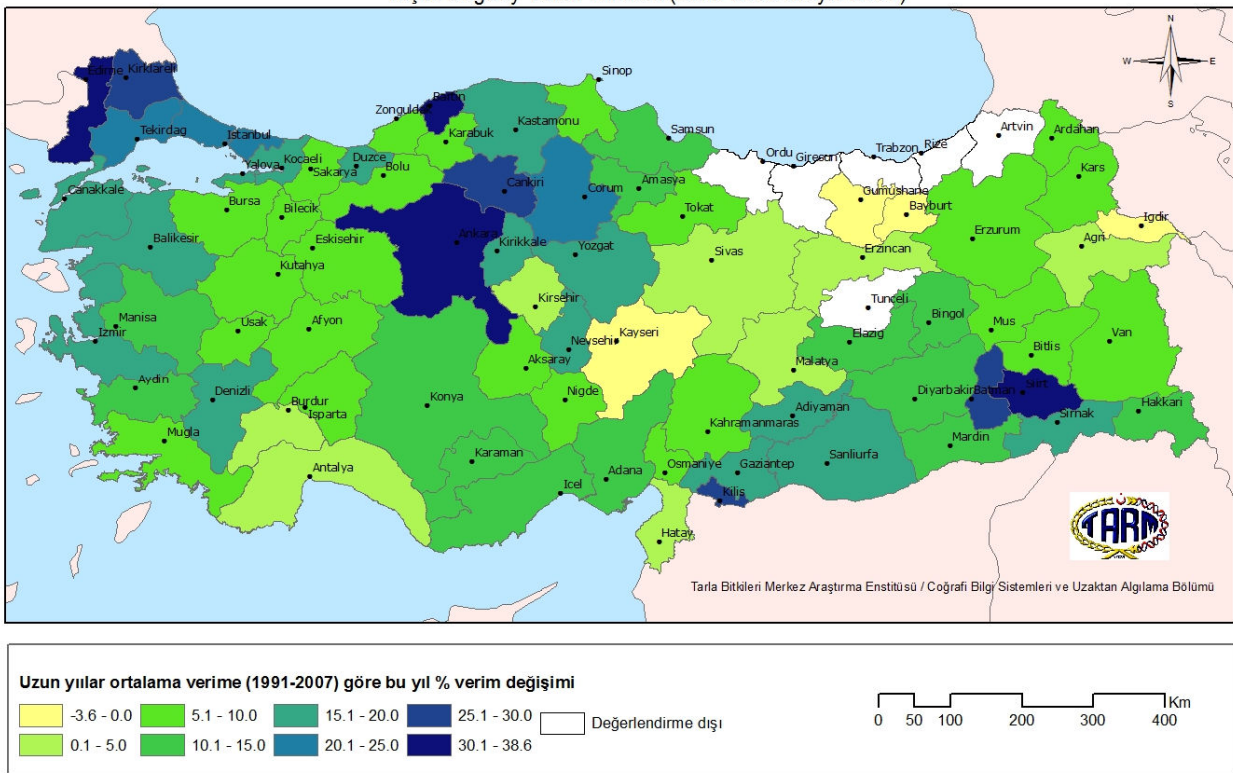 N
W E
S
Edirne
Kirklareli
Tekirdag
Istanbul
Yalova
Kocaeli
Sakarya
Duzce
Bolu
Zonguldak
Bartin
Karabuk
Kastamonu
Sinop
Samsun
Ordu
Giresun
Trabzon
Rize
Artvin
Ardahan
Kars
Igdir
Agri
Canakkale
Balikesir
Bursa
Bilecik
Eskisehir
Kutahya
Ankara
Cankiri
Corum
Amasya
Tokat
Kirikkale
Yozgat
Sivas
Gumushane
Bayburt
Erzincan
Erzurum
Tunceli
Bingol
Elazig
Mus
Bitlis
Van
Manisa
Izmir
Usak
Afyon
Kirsehir
Nevsehir
Kayseri
Aksaray
Nigde
Malatya
Aydin
Denizli
Burdur
Isparta
Konya
Mugla
Antalya
Karaman
Icel
Adana
Osmaniye
Kahramanmaras
Adiyaman
Gaziantep
Kilis
Hatay
Sanliurfa
Diyarbakir
Batman
Siirt
Sirnak
Hakkari
Mardin
TARM
Tarla Bitkileri Merkez Araştırma Enstitüsü / Coğrafi Bilgi Sistemleri ve Uzaktan Algılama Bölümü
Uzun yıılar ortalama verime (1991-2007) göre bu yıl % verim değişimi
-3.6 - 0.0 5.1 - 10.0 15.1 - 20.0 25.1 - 30.0 Değerlendirme dışı
0.1 - 5.0 10.1 - 15.0 20.1 - 25.0 30.1 - 38.6
Km
0 50 100 200 300 400